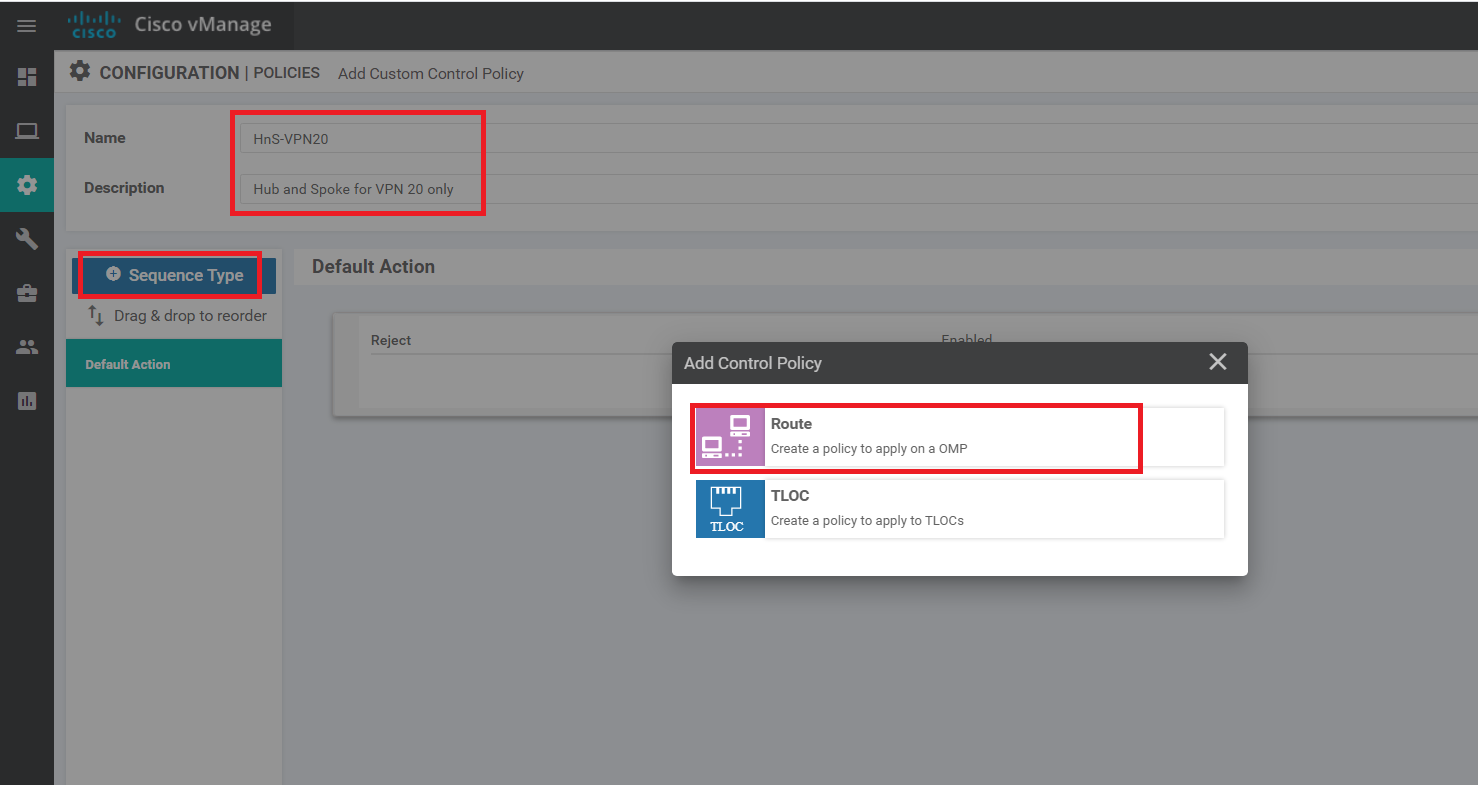 cisco Cisco vManage
CONFIGURATION | POLICIES Add Custom Control Policy
Name
HnS-VPN20
Description
Hub and Spoke for VPN 20 only
Sequence Type
Drag & drop to reorder
Default Action
Default Action
Reject
Enabled
Add Control Policy
Route
Create a policy to apply on a OMP
TLOC
TLOC
Create a policy to apply to TLOCs